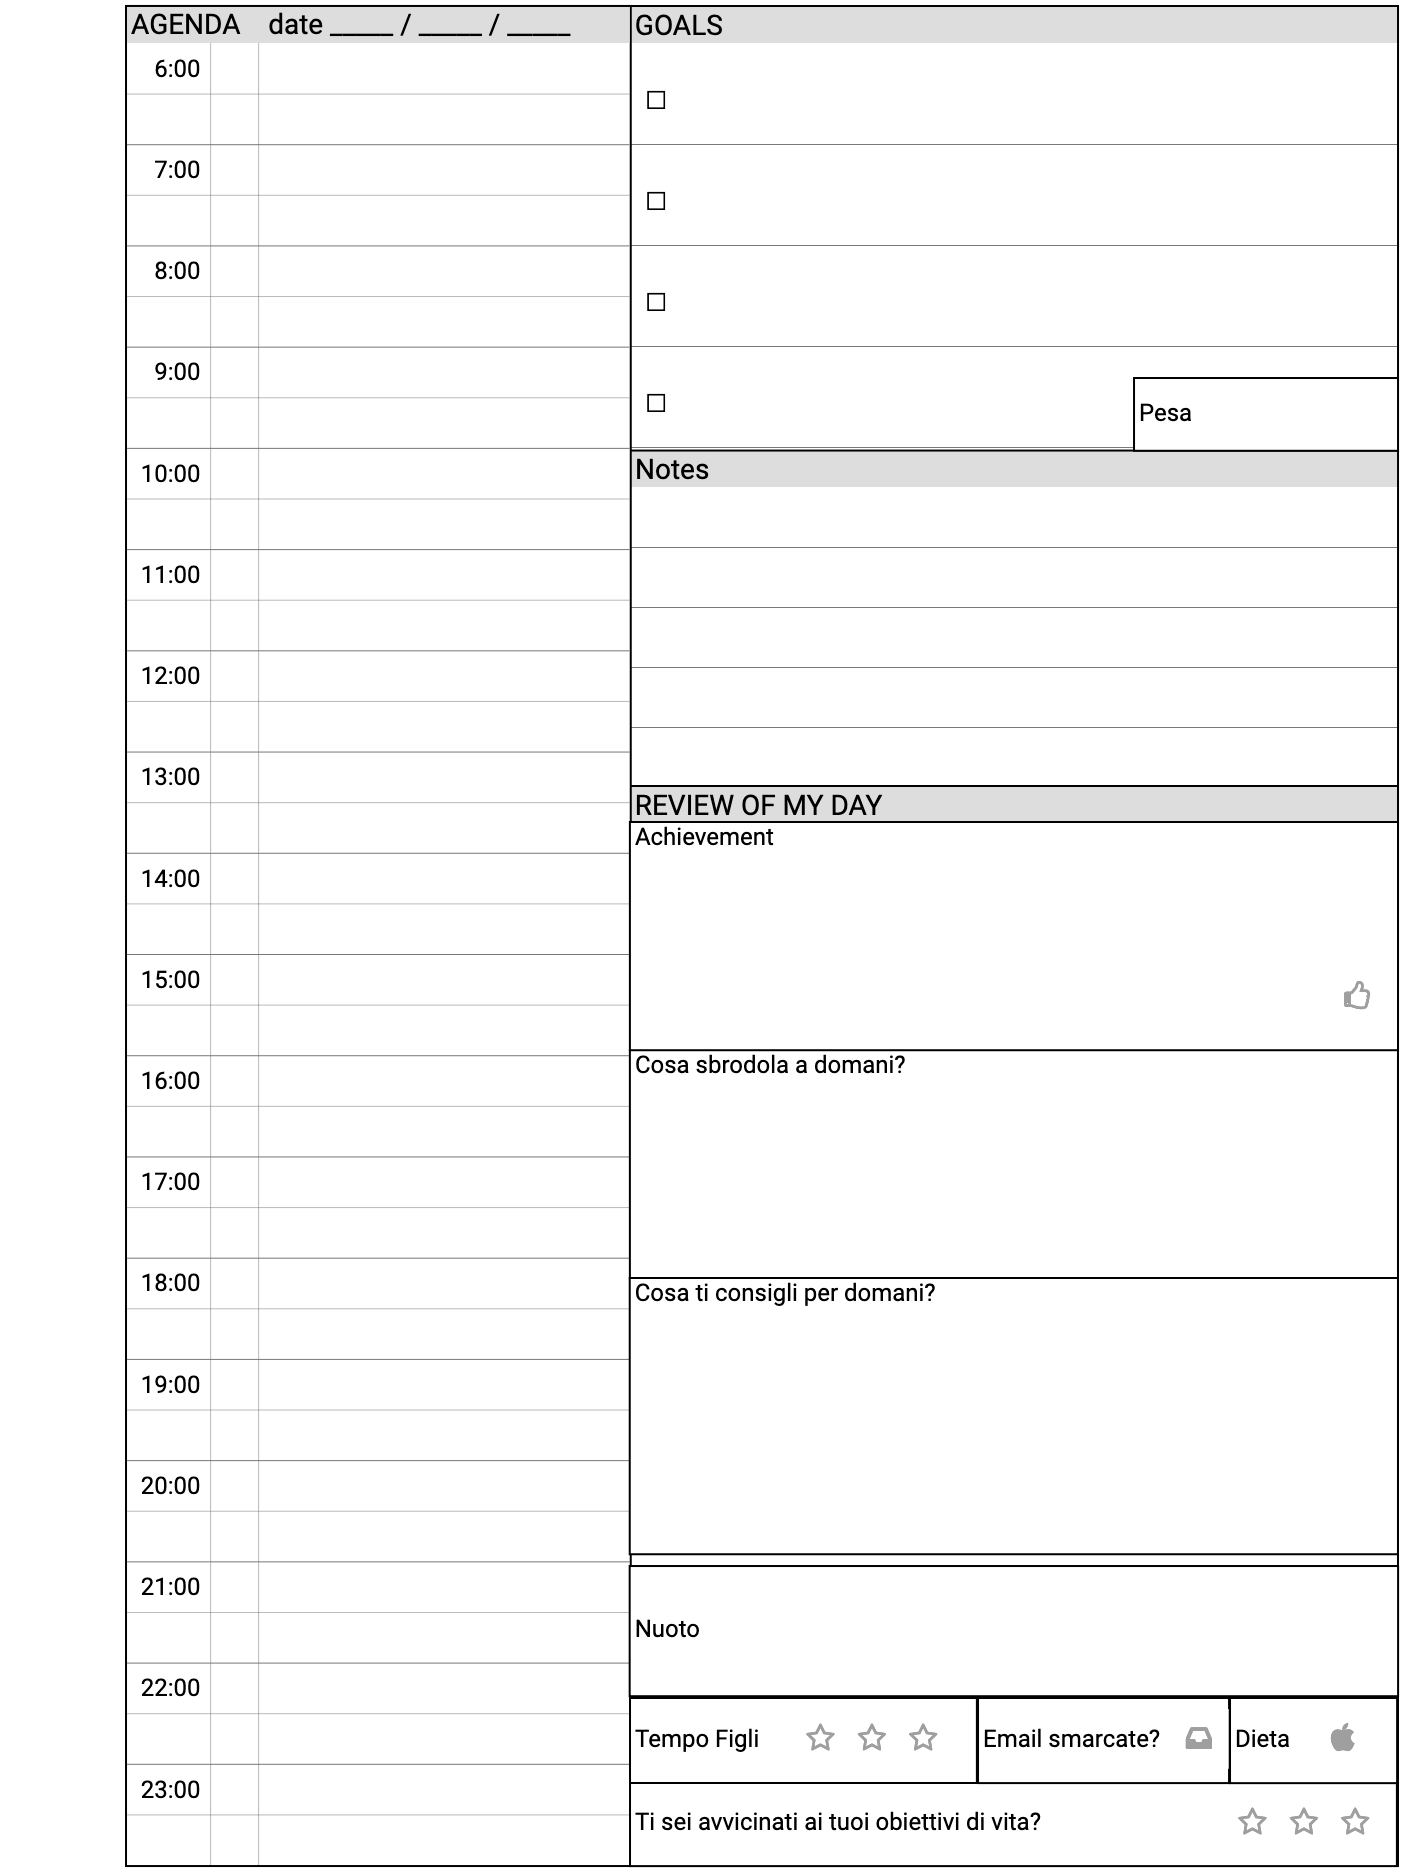 AGENDA date _____ / _____ / _____
6:00
7:00
8:00
9:00
10:00
11:00
12:00
13:00
14:00
15:00
16:00
17:00
18:00
19:00
20:00
21:00
22:00
23:00
GOALS
Pesa
Notes
REVIEW OF MY DAY
Achievement
Cosa sbrodola a domani?
Cosa ti consigli per domani?
Nuoto
Tempo Figli
Email smarcate?
Dieta
Ti sei avvicinati ai tuoi obiettivi di vita?